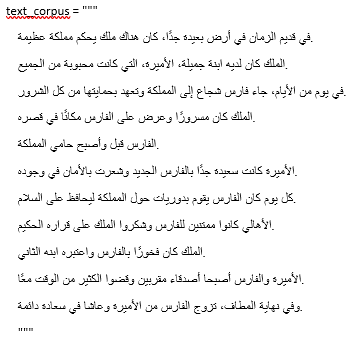 text_corpus = """
في قديم الزمان في أرض بعيدة جدًا، كان هناك ملك يحكم مملكة عظيمة.
الملك كان لديه ابنة جميلة، الأميرة، التي كانت محبوبة من الجميع.
في يوم من الأيام، جاء فارس شجاع إلى المملكة وتعهد بحمايتها من كل الشرور.
الملك كان مسرورًا وعرض على الفارس مكانًا في قصره.
الفارس قبل وأصبح حامي المملكة.
الأميرة كانت سعيدة جدًا بالفارس الجديد وشعرت بالأمان في وجوده.
كل يوم كان الفارس يقوم بدوريات حول المملكة ليحافظ على السلام.
الأهالي كانوا ممتنين للفارس وشكروا الملك على قراره الحكيم.
الملك كان فخورًا بالفارس واعتبره ابنه الثاني.
الأميرة والفارس أصبحا أصدقاء مقربين وقضوا الكثير من الوقت معًا.
وفي نهاية المطاف، تزوج الفارس من الأميرة وعاشا في سعادة دائمة.
"""